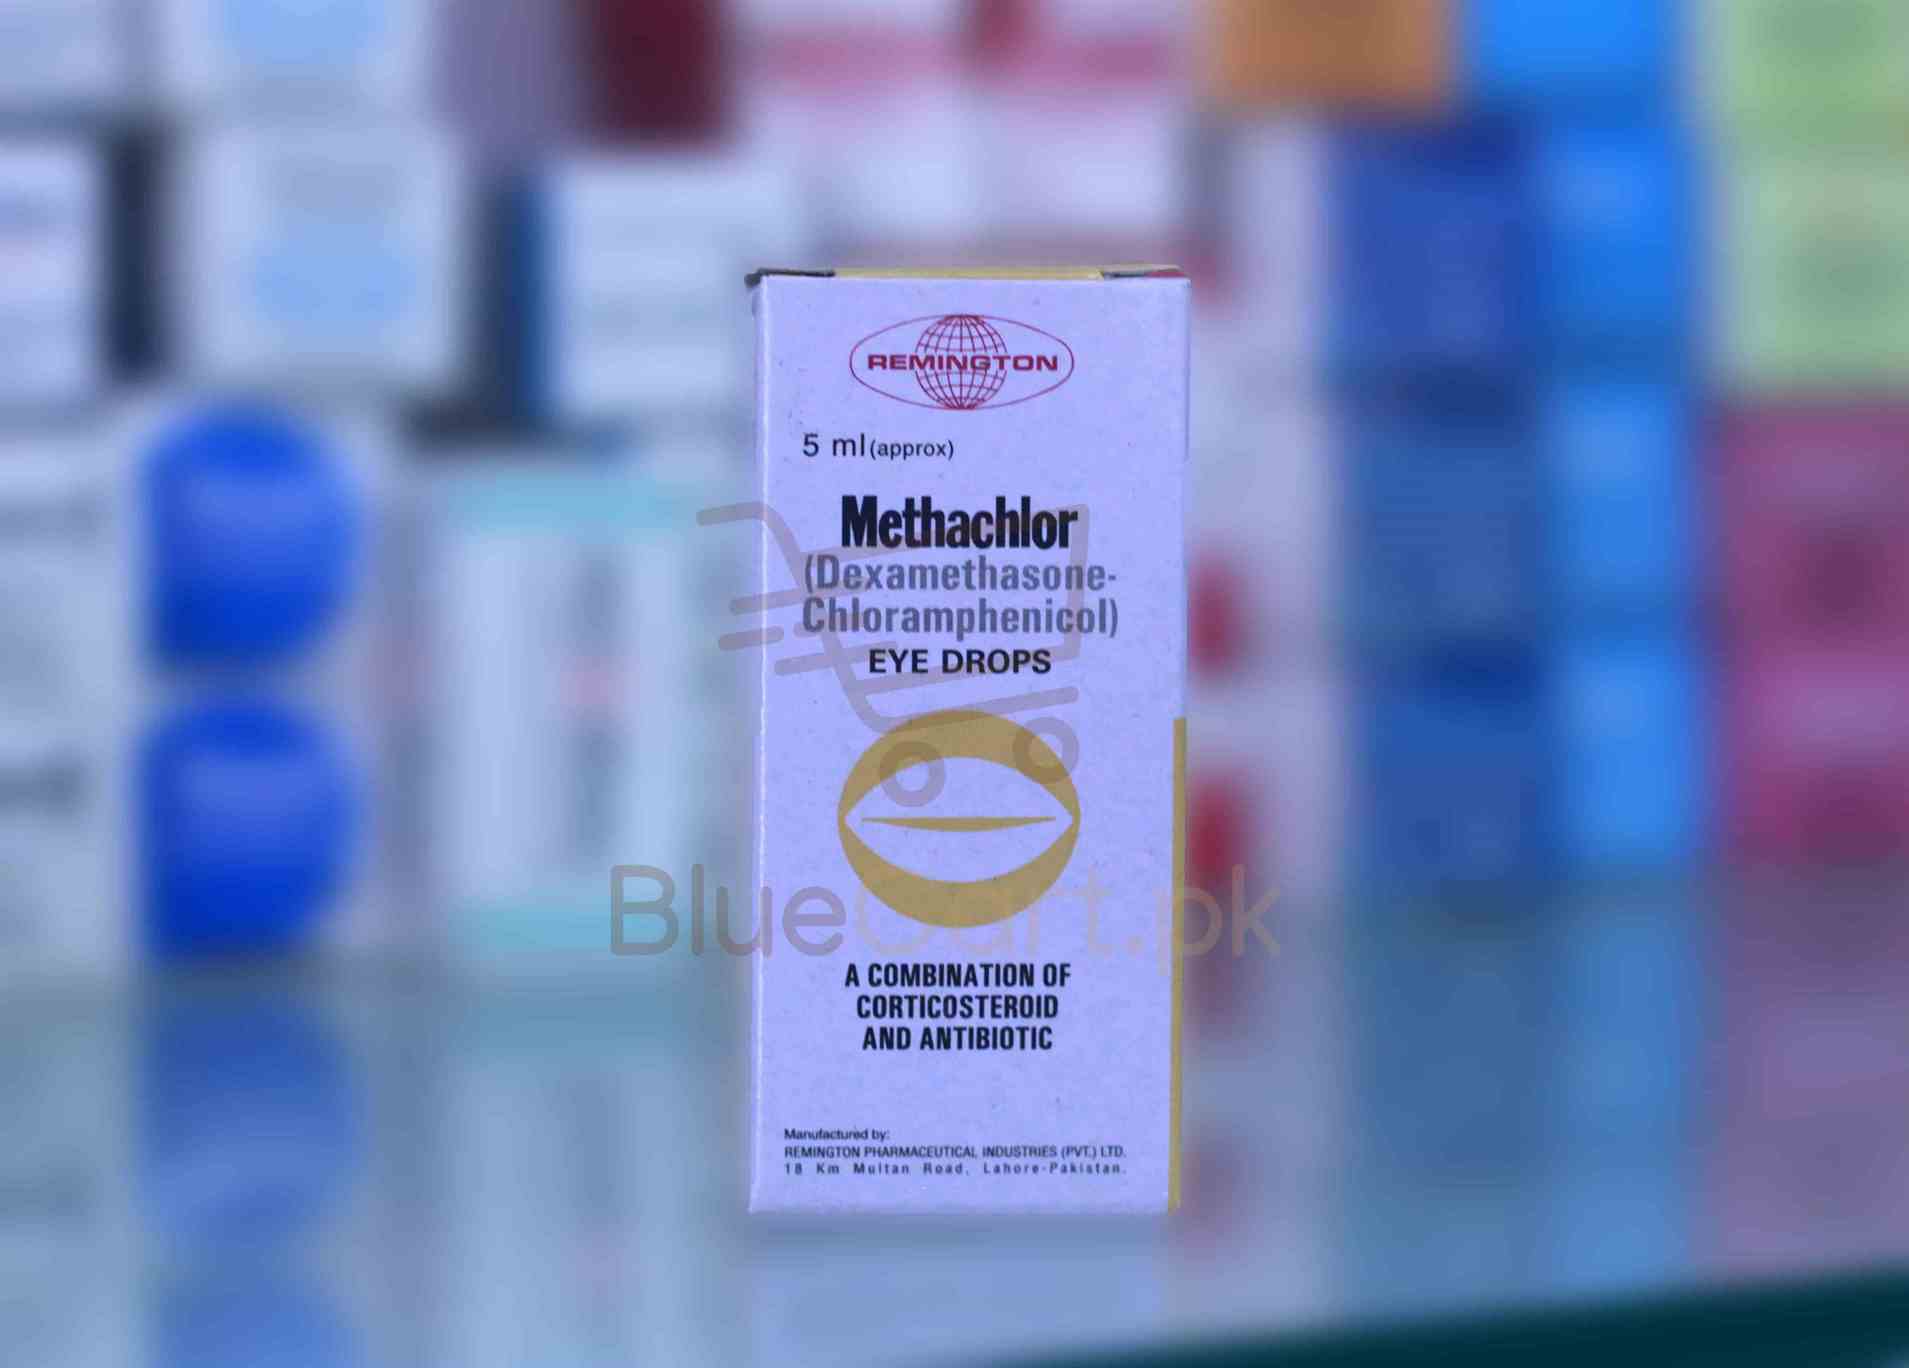 REMINGTON
5 ml (approx)
Methachlor
(Dexamethasone-
Chloramphenicol)
EYE DROPS
BlueCart.pk
A COMBINATION OF
CORTICOSTEROID
AND ANTIBIOTIC
Manufactured by:
REMINGTON PHARMACEUTICAL INDUSTRIES (PVT.) LTD.
18 Km Multan Road, Lahore-Pakistan.